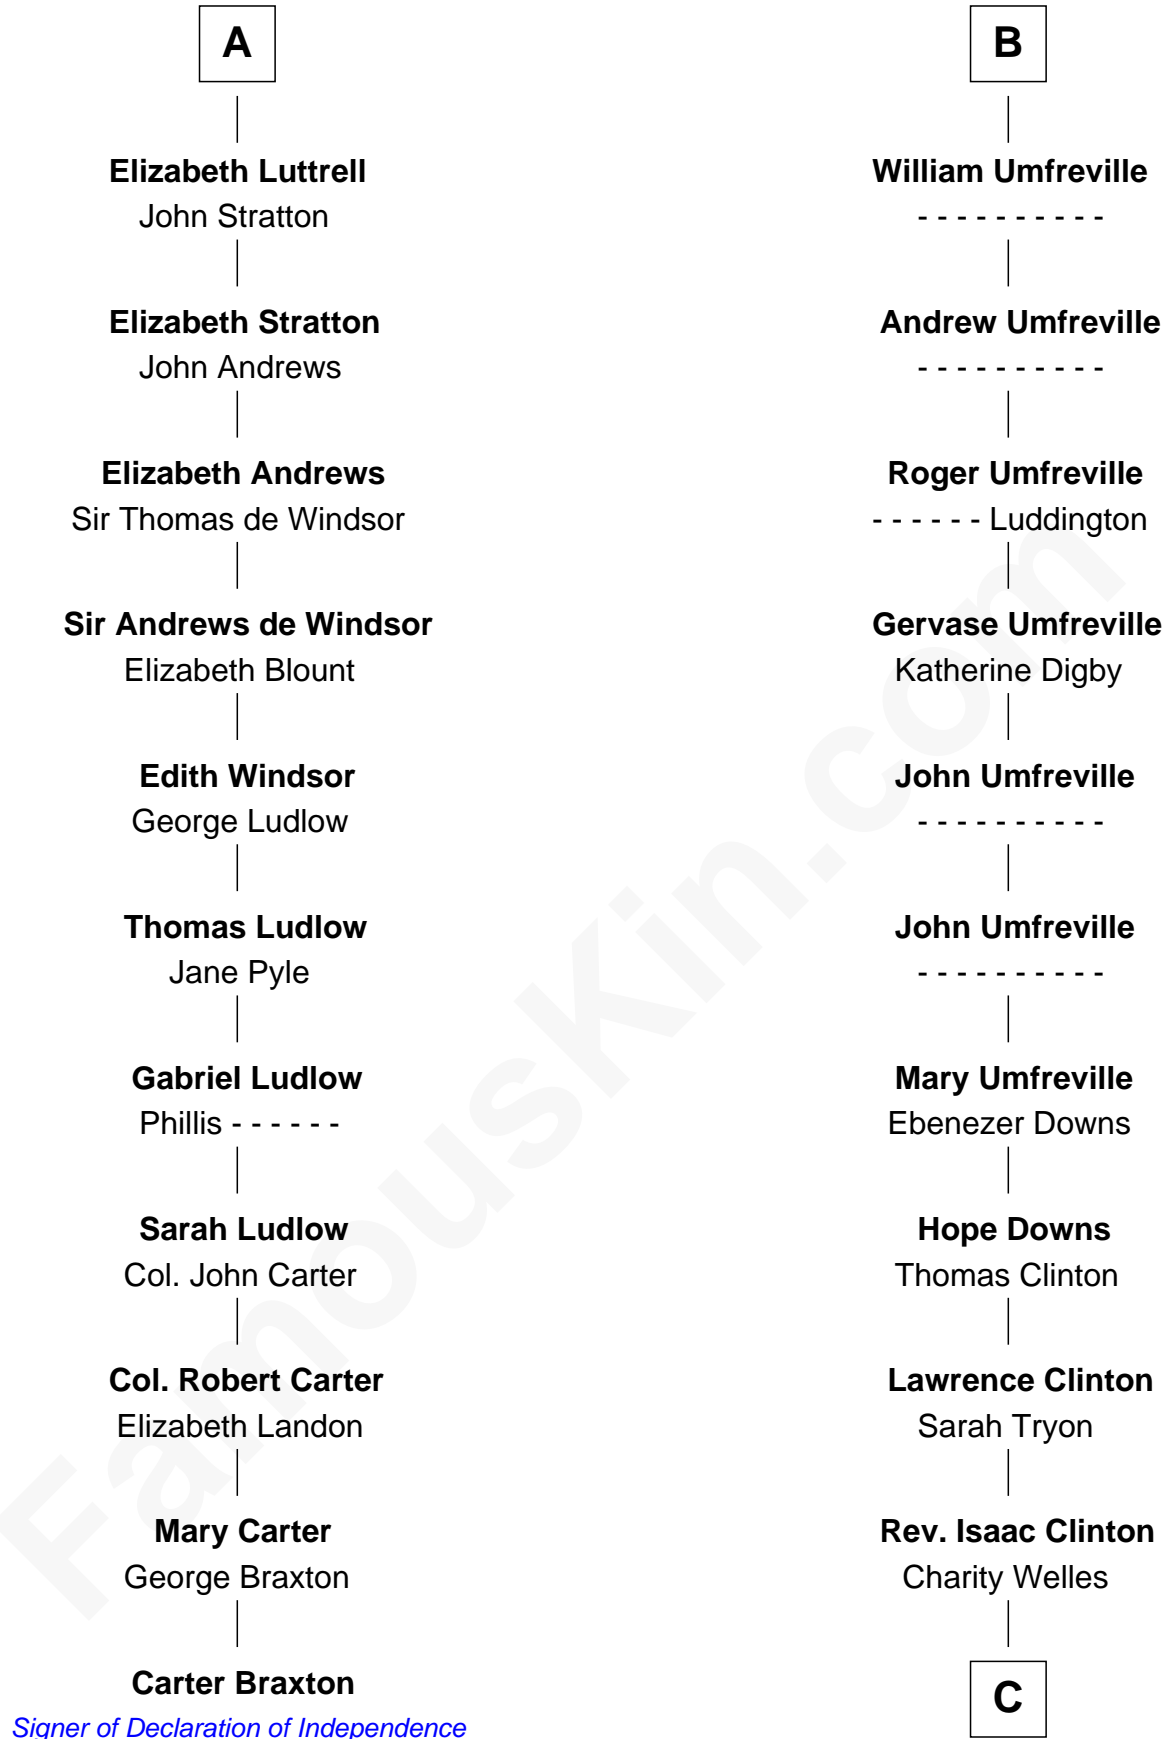 A
Elizabeth Luttrell
John Stratton
Elizabeth Stratton
John Andrews
Elizabeth Andrews
Sir Thomas de Windsor
Sir Andrews de Windsor
Elizabeth Blount
Edith Windsor
George Ludlow
Thomas Ludlow
Jane Pyle
Gabriel Ludlow
Phillis - - - - - -
Sarah Ludlow
Col. John Carter
Col. Robert Carter
Elizabeth Landon
Mary Carter
George Braxton
Carter Braxton
Signer of Declaration of Independence
B
William Umfreville
- - - - - - - - - -
Andrew Umfreville
- - - - - - - - - -
Roger Umfreville
- - - - - - Luddington
Gervase Umfreville
Katherine Digby
John Umfreville
- - - - - - - - - -
John Umfreville
- - - - - - - - - -
Mary Umfreville
Ebenezer Downs
Hope Downs
Thomas Clinton
Lawrence Clinton
Sarah Tryon
Rev. Isaac Clinton
Charity Welles
C
FamousKin.com